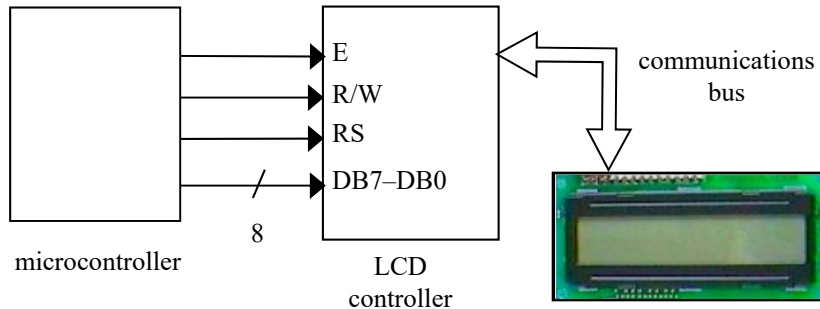 E
R/W
RS
DB7–DB0
8
communications
bus
microcontroller
LCD
controller